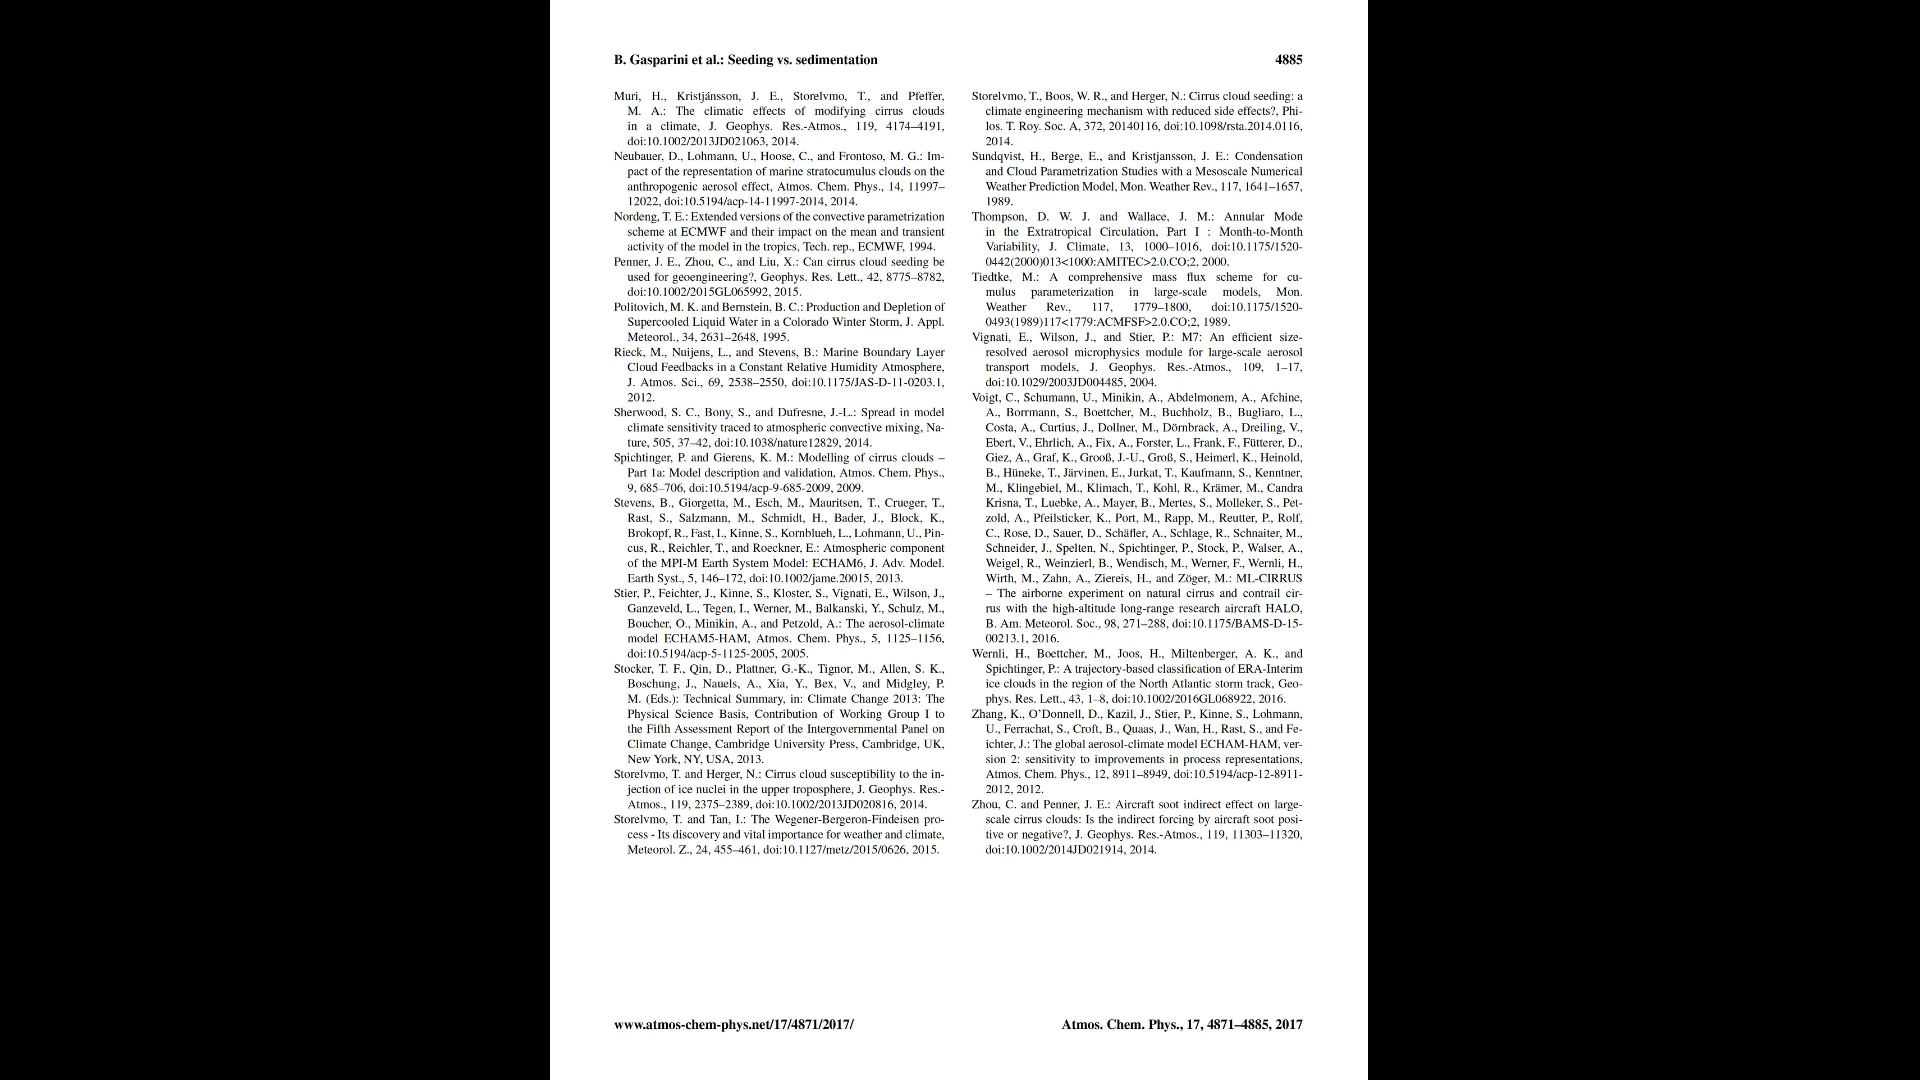 B. Gasparini et al.: Seeding vs. sedimentation
4885
Muri, H., Kristjánsson, J. E., Storelvmo, T., and Pfeffer,
M. A.: The climatic effects of modifying cirrus clouds
in a climate, J. Geophys. Res.-Atmos., 119, 4174–4191,
doi:10.1002/2013JD021063, 2014.
Neubauer, D., Lohmann, U., Hoose, C., and Frontoso, M. G.: Im-
pact of the representation of marine stratocumulus clouds on the
anthropogenic aerosol effect, Atmos. Chem. Phys., 14, 11997–
12022, doi:10.5194/acp-14-11997-2014, 2014.
Nordeng, T. E.: Extended versions of the convective parametrization
scheme at ECMWF and their impact on the mean and transient
activity of the model in the tropics, Tech. rep., ECMWF, 1994.
Penner, J. E., Zhou, C., and Liu, X.: Can cirrus cloud seeding be
used for geoengineering?, Geophys. Res. Lett., 42, 8775–8782,
doi:10.1002/2015GL065992, 2015.
Politovich, M. K. and Bernstein, B. C.: Production and Depletion of
Supercooled Liquid Water in a Colorado Winter Storm, J. Appl.
Meteorol., 34, 2631–2648, 1995.
Rieck, M., Nuijens, L., and Stevens, B.: Marine Boundary Layer
Cloud Feedbacks in a Constant Relative Humidity Atmosphere,
J. Atmos. Sci., 69, 2538–2550, doi:10.1175/JAS-D-11-0203.1,
2012.
Sherwood, S. C., Bony, S., and Dufresne, J.-L.: Spread in model
climate sensitivity traced to atmospheric convective mixing, Na-
ture, 505, 37–42, doi:10.1038/nature12829, 2014.
Spichtinger, P. and Gierens, K. M.: Modelling of cirrus clouds –
Part 1a: Model description and validation, Atmos. Chem. Phys.,
9, 685–706, doi:10.5194/acp-9-685-2009, 2009.
Stevens, B., Giorgetta, M., Esch, M., Mauritsen, T., Crueger, T.,
Rast, S., Salzmann, M., Schmidt, H., Bader, J., Block, K.,
Brokopf, R., Fast, I., Kinne, S., Kornblueh, L., Lohmann, U., Pin-
cus, R., Reichler, T., and Roeckner, E.: Atmospheric component
of the MPI-M Earth System Model: ECHAM6, J. Adv. Model.
Earth Syst., 5, 146–172, doi:10.1002/jame.20015, 2013.
Stier, P., Feichter, J., Kinne, S., Kloster, S., Vignati, E., Wilson, J.,
Ganzeveld, L., Tegen, I., Werner, M., Balkanski, Y., Schulz, M.,
Boucher, O., Minikin, A., and Petzold, A.: The aerosol-climate
model ECHAM5-HAM, Atmos. Chem. Phys., 5, 1125–1156,
doi:10.5194/acp-5-1125-2005, 2005.
Stocker, T. F., Qin, D., Plattner, G.-K., Tignor, M., Allen, S. K.,
Boschung, J., Nauels, A., Xia, Y., Bex, V., and Midgley, P.
M. (Eds.): Technical Summary, in: Climate Change 2013: The
Physical Science Basis, Contribution of Working Group I to
the Fifth Assessment Report of the Intergovernmental Panel on
Climate Change, Cambridge University Press, Cambridge, UK,
New York, NY, USA, 2013.
Storelvmo, T. and Herger, N.: Cirrus cloud susceptibility to the in-
jection of ice nuclei in the upper troposphere, J. Geophys. Res.-
Atmos., 119, 2375–2389, doi:10.1002/2013JD020816, 2014.
Storelvmo, T. and Tan, I.: The Wegener-Bergeron-Findeisen pro-
cess - Its discovery and vital importance for weather and climate,
Meteorol. Z., 24, 455–461, doi:10.1127/metz/2015/0626, 2015.
Storelvmo, T., Boos, W. R., and Herger, N.: Cirrus cloud seeding: a
climate engineering mechanism with reduced side effects?, Phi-
los. T. Roy. Soc. A, 372, 20140116, doi:10.1098/rsta.2014.0116,
2014.
Sundqvist, H., Berge, E., and Kristjansson, J. E.: Condensation
and Cloud Parametrization Studies with a Mesoscale Numerical
Weather Prediction Model, Mon. Weather Rev., 117, 1641–1657,
1989.
Thompson, D. W. J. and Wallace, J. M.: Annular Mode
in the Extratropical Circulation, Part I : Month-to-Month
Variability, J. Climate, 13, 1000–1016, doi:10.1175/1520-
0442(2000)013<1000:AMITEC>2.0.CO;2, 2000.
Tiedtke, M.: A comprehensive mass flux scheme for cu-
mulus parameterization in large-scale models, Mon.
Weather Rev., 117, 1779–1800, doi:10.1175/1520-
0493(1989)117<1779:ACMFSF>2.0.CO;2, 1989.
Vignati, E., Wilson, J., and Stier, P.: M7: An efficient size-
resolved aerosol microphysics module for large-scale aerosol
transport models, J. Geophys. Res.-Atmos., 109, 1–17,
doi:10.1029/2003JD004485, 2004.
Voigt, C., Schumann, U., Minikin, A., Abdelmonem, A., Afchine,
A., Borrmann, S., Boettcher, M., Buchholz, B., Bugliaro, L.,
Costa, A., Curtius, J., Dollner, M., Dörnbrack, A., Dreiling, V.,
Ebert, V., Ehrlich, A., Fix, A., Forster, L., Frank, F., Fütterer, D.,
Giez, A., Graf, K., Grooß, J.-U., Groß, S., Heimerl, K., Heinold,
B., Hüneke, T., Järvinen, E., Jurkat, T., Kaufmann, S., Kenntner,
M., Klingebiel, M., Klimach, T., Kohl, R., Krämer, M., Candra
Krisna, T., Luebke, A., Mayer, B., Mertes, S., Molleker, S., Pet-
zold, A., Pfeilsticker, K., Port, M., Rapp, M., Reutter, P., Rolf,
C., Rose, D., Sauer, D., Schäfler, A., Schlage, R., Schnaiter, M.,
Schneider, J., Spelten, N., Spichtinger, P., Stock, P., Walser, A.,
Weigel, R., Weinzierl, B., Wendisch, M., Werner, F., Wernli, H.,
Wirth, M., Zahn, A., Ziereis, H., and Zöger, M.: ML-CIRRUS
– The airborne experiment on natural cirrus and contrail cir-
rus with the high-altitude long-range research aircraft HALO,
B. Am. Meteorol. Soc., 98, 271–288, doi:10.1175/BAMS-D-15-
00213.1, 2016.
Wernli, H., Boettcher, M., Joos, H., Miltenberger, A. K., and
Spichtinger, P.: A trajectory-based classification of ERA-Interim
ice clouds in the region of the North Atlantic storm track, Geo-
phys. Res. Lett., 43, 1–8, doi:10.1002/2016GL068922, 2016.
Zhang, K., O'Donnell, D., Kazil, J., Stier, P., Kinne, S., Lohmann,
U., Ferrachat, S., Croft, B., Quaas, J., Wan, H., Rast, S., and Fe-
ichter, J.: The global aerosol-climate model ECHAM-HAM, ver-
sion 2: sensitivity to improvements in process representations,
Atmos. Chem. Phys., 12, 8911–8949, doi:10.5194/acp-12-8911-
2012, 2012.
Zhou, C. and Penner, J. E.: Aircraft soot indirect effect on large-
scale cirrus clouds: Is the indirect forcing by aircraft soot posi-
tive or negative?, J. Geophys. Res.-Atmos., 119, 11303–11320,
doi:10.1002/2014JD021914, 2014.
www.atmos-chem-phys.net/17/4871/2017/
Atmos. Chem. Phys., 17, 4871–4885, 2017